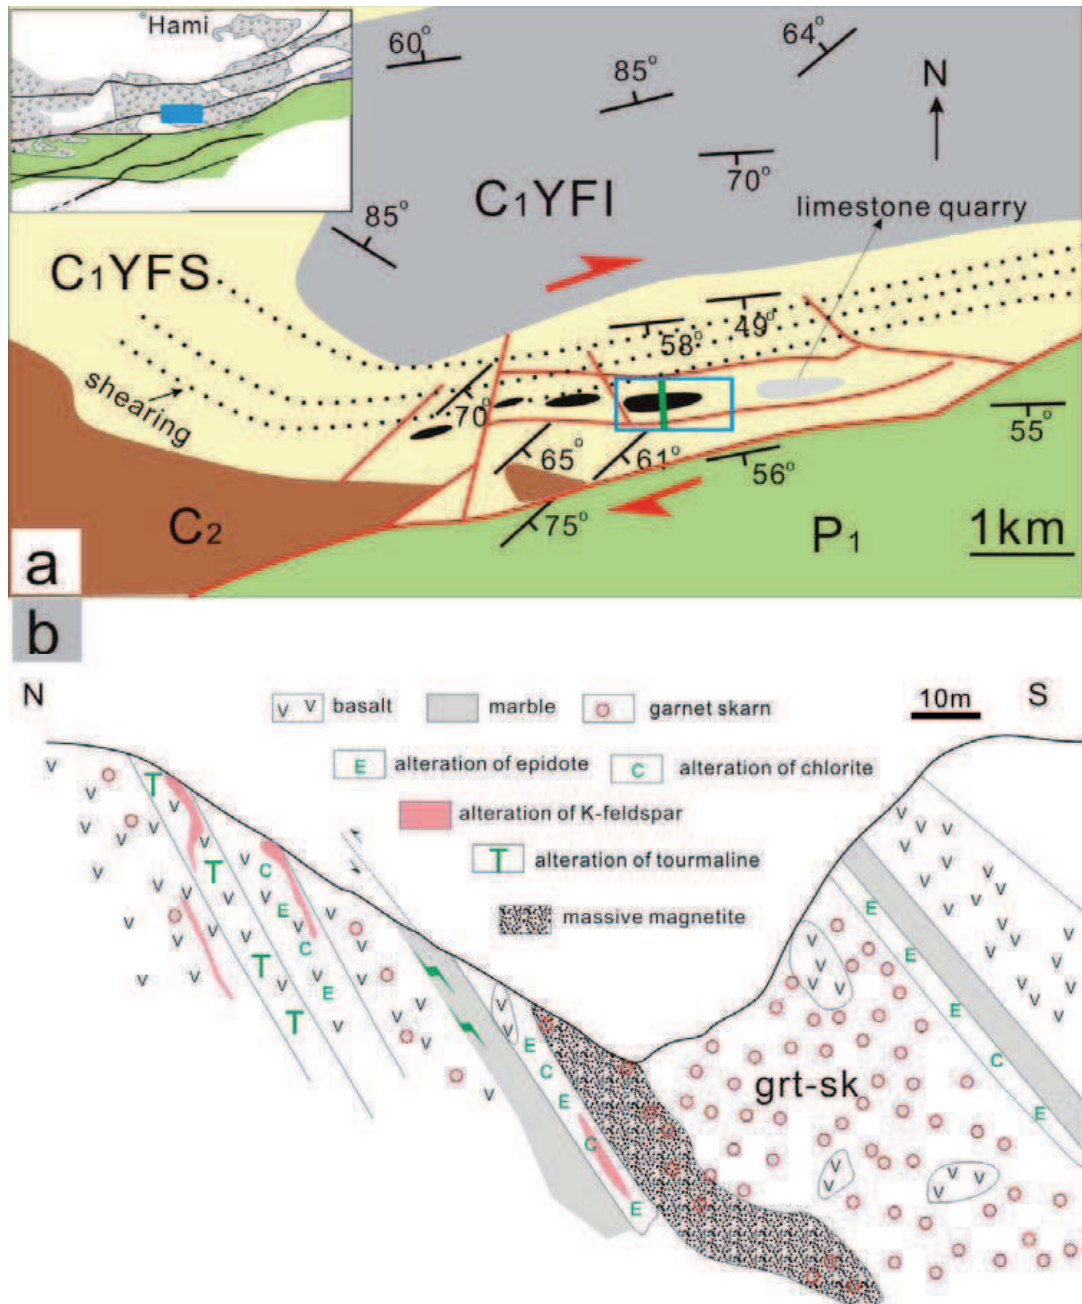 Hami
60°
64°
85°
N
70°
C1YFI
85°
limestone quarry
C1YFS
49°
58°
shearing
70°
55°
65°
61°
56°
C2
75°
P1
1km
a
b
N
basalt
marble
garnet skarn
10m
S
E
alteration of epidote
C
alteration of chlorite
alteration of K-feldspar
T
alteration of tourmaline
massive magnetite
T
T
T
T
C
E
C
E
E
C
E
C
E
grt-sk
E
E
E
C
E